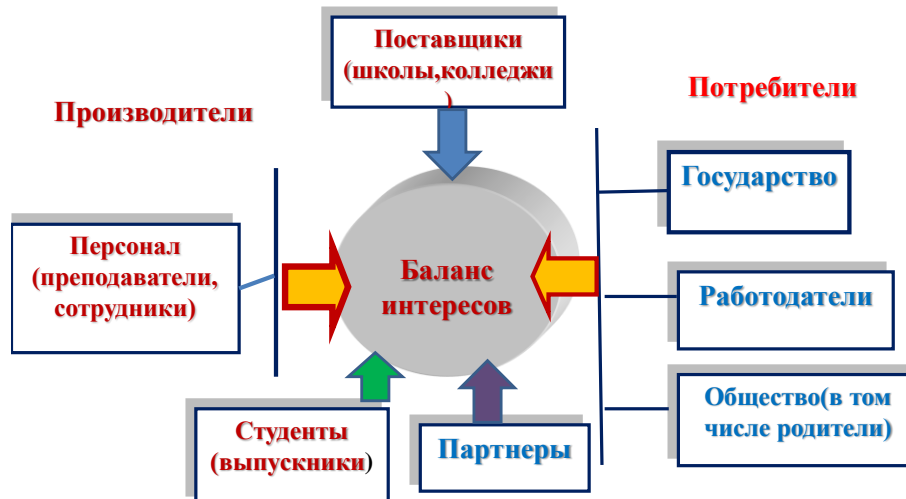 Поставщики
(школы,колледжи
)
Производители
Потребители
Государство
Персонал
(преподаватели,
сотрудники)
Баланс
интересов
Работодатели
Студенты
(выпускники)
Партнеры
Общество(в том
числе родители)